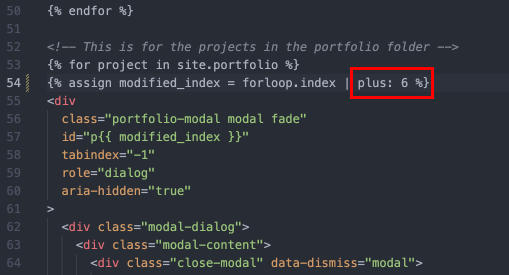 50 {% endfor %}
51
52 <!-- This is for the projects in the portfolio folder -->
53 {% for project in site.portfolio %}
54 {% assign modified_index = forloop.index | plus: 6 %}
55 <div
56 class="portfolio-modal modal fade"
57 id="p{{ modified_index }}"
58 tabindex="-1"
59 role="dialog"
60 aria-hidden="true"
61 >
62 <div class="modal-dialog">
63 <div class="modal-content">
64 <div class="close-modal" data-dismiss="modal">